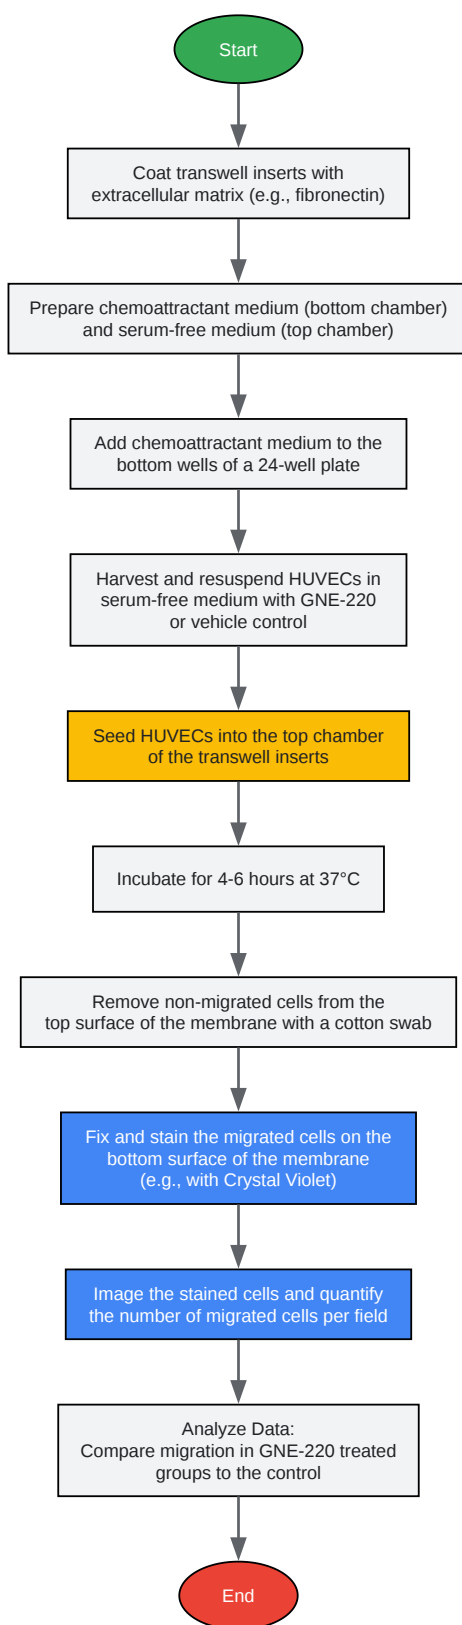 Start
Coat transwell inserts with
extracellular matrix (e.g., fibronectin)
Prepare chemoattractant medium (bottom chamber)
and serum-free medium (top chamber)
Add chemoattractant medium to the
bottom wells of a 24-well plate
Harvest and resuspend HUVECs in
serum-free medium with GNE-220
or vehicle control
Seed HUVECs into the top chamber
of the transwell inserts
Incubate for 4-6 hours at 37°C
Remove non-migrated cells from the
top surface of the membrane with a cotton swab
Fix and stain the migrated cells on the
bottom surface of the membrane
(e.g., with Crystal Violet)
Image the stained cells and quantify
the number of migrated cells per field
Analyze Data:
Compare migration in GNE-220 treated
groups to the control
End